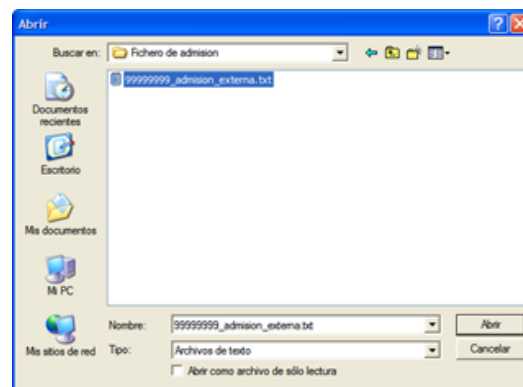 Abrir
Buscar en: Fichero de admision
99999999_admision_externa.txt
Documentos
recientes
Escritorio
Mis documentos
Mi PC
Mis sitios de red
Nombre: 99999999_admision_externa.txt Abrir
Tipo: Archivos de texto Cancelar
Abrir como archivo de sólo lectura